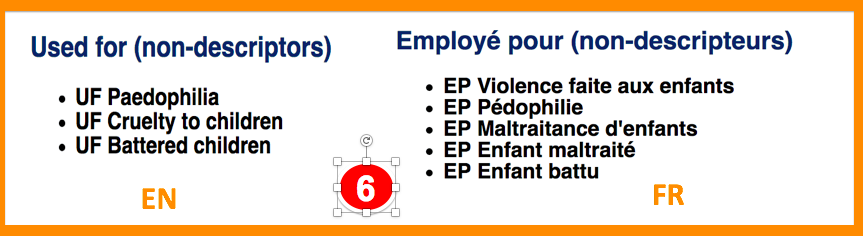 Used for (non-descriptors)
• UF Paedophilia
• UF Cruelty to children
• UF Battered children
EN
6
Employé pour (non-descripteurs)
• EP Violence faite aux enfants
• EP Pédophilie
• EP Maltraitance d'enfants
• EP Enfant maltraité
• EP Enfant battu
FR